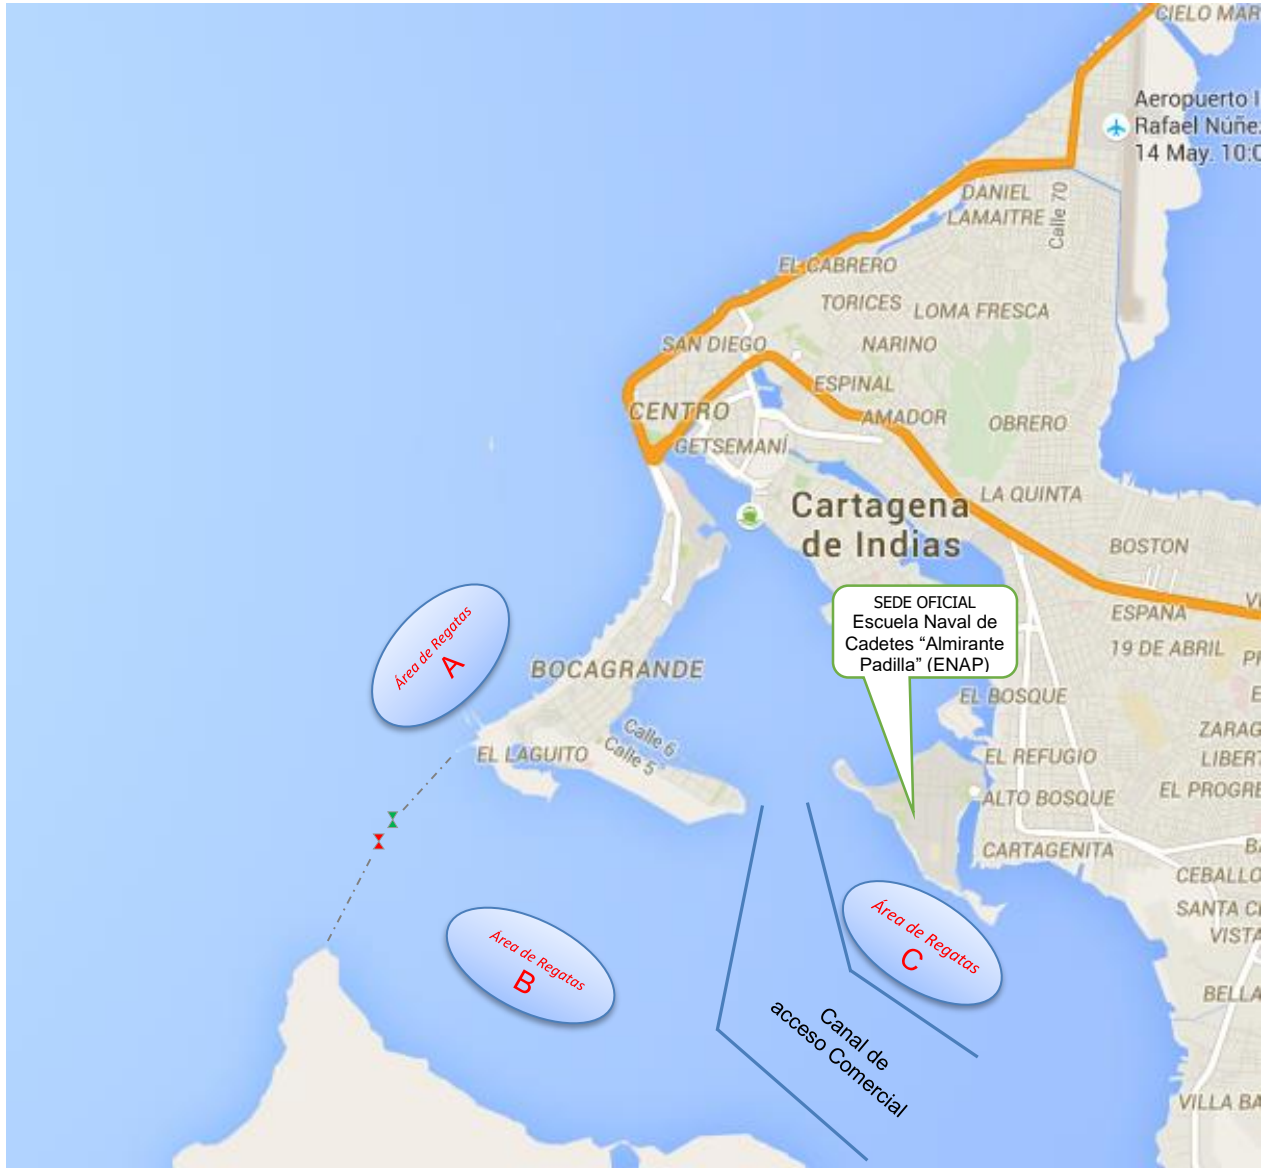 CIELO MAR
Aeropuerto I
Rafael Núñe
14 May. 10:0
DANIEL
LAMAITRE
Calle 70
EL CABRERO
TORICES
LOMA FRESCA
SAN DIEGO
NARINO
ESPINAL
CENTRO
AMADOR
OBRERO
GETSEMANÍ
LA QUINTA
Cartagena
de Indias
BOSTON
SEDE OFICIAL
Escuela Naval de
Cadetes “Almirante
Padilla” (ENAP)
ESPANA
19 DE ABRIL
Área de Regatas
A
BOCAGRANDE
EL BOSQUE
ZARAG
Calle 6
Calle 5
EL LAGUITO
EL REFUGIO
LIBERT
ALTO BOSQUE
EL PROGRE
CARTAGENITA
CEBALLO
SANTA C
VISTA
Área de Regatas
B
Área de Regatas
C
BELLA
Canal de
acceso Comercial
VILLA BA